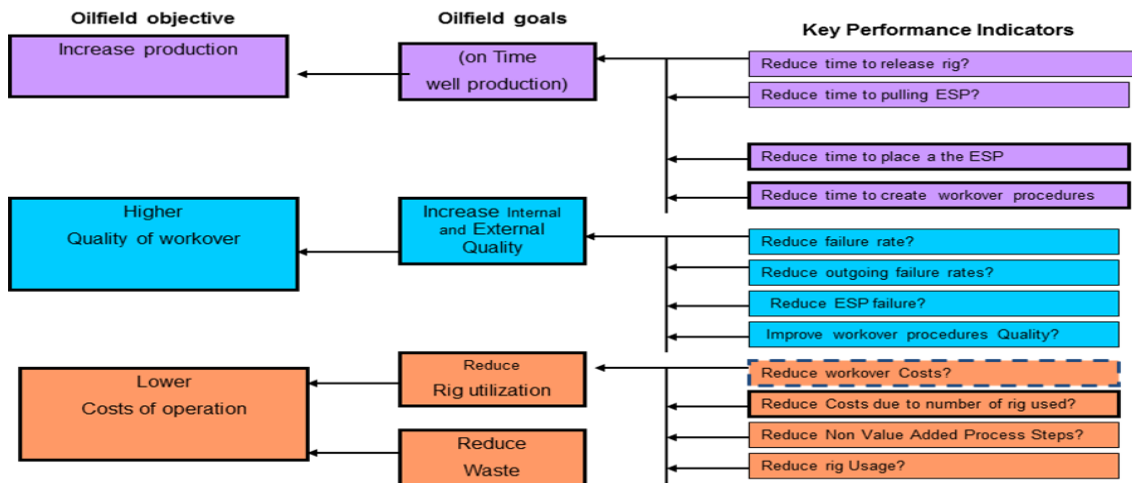 Oilfield objective
Oilfield goals
Key Performance Indicators
Increase production
(on Time
well production)
Reduce time to release rig?
Reduce time to pulling ESP?
Reduce time to place a the ESP
Reduce time to create workover procedures
Higher
Quality of workover
Increase Internal
and External
Quality
Reduce failure rate?
Reduce outgoing failure rates?
Reduce ESP failure?
Improve workover procedures Quality?
Lower
Costs of operation
Reduce
Rig utilization
Reduce
Waste
Reduce workover Costs?
Reduce Costs due to number of rig used?
Reduce Non Value Added Process Steps?
Reduce rig Usage?